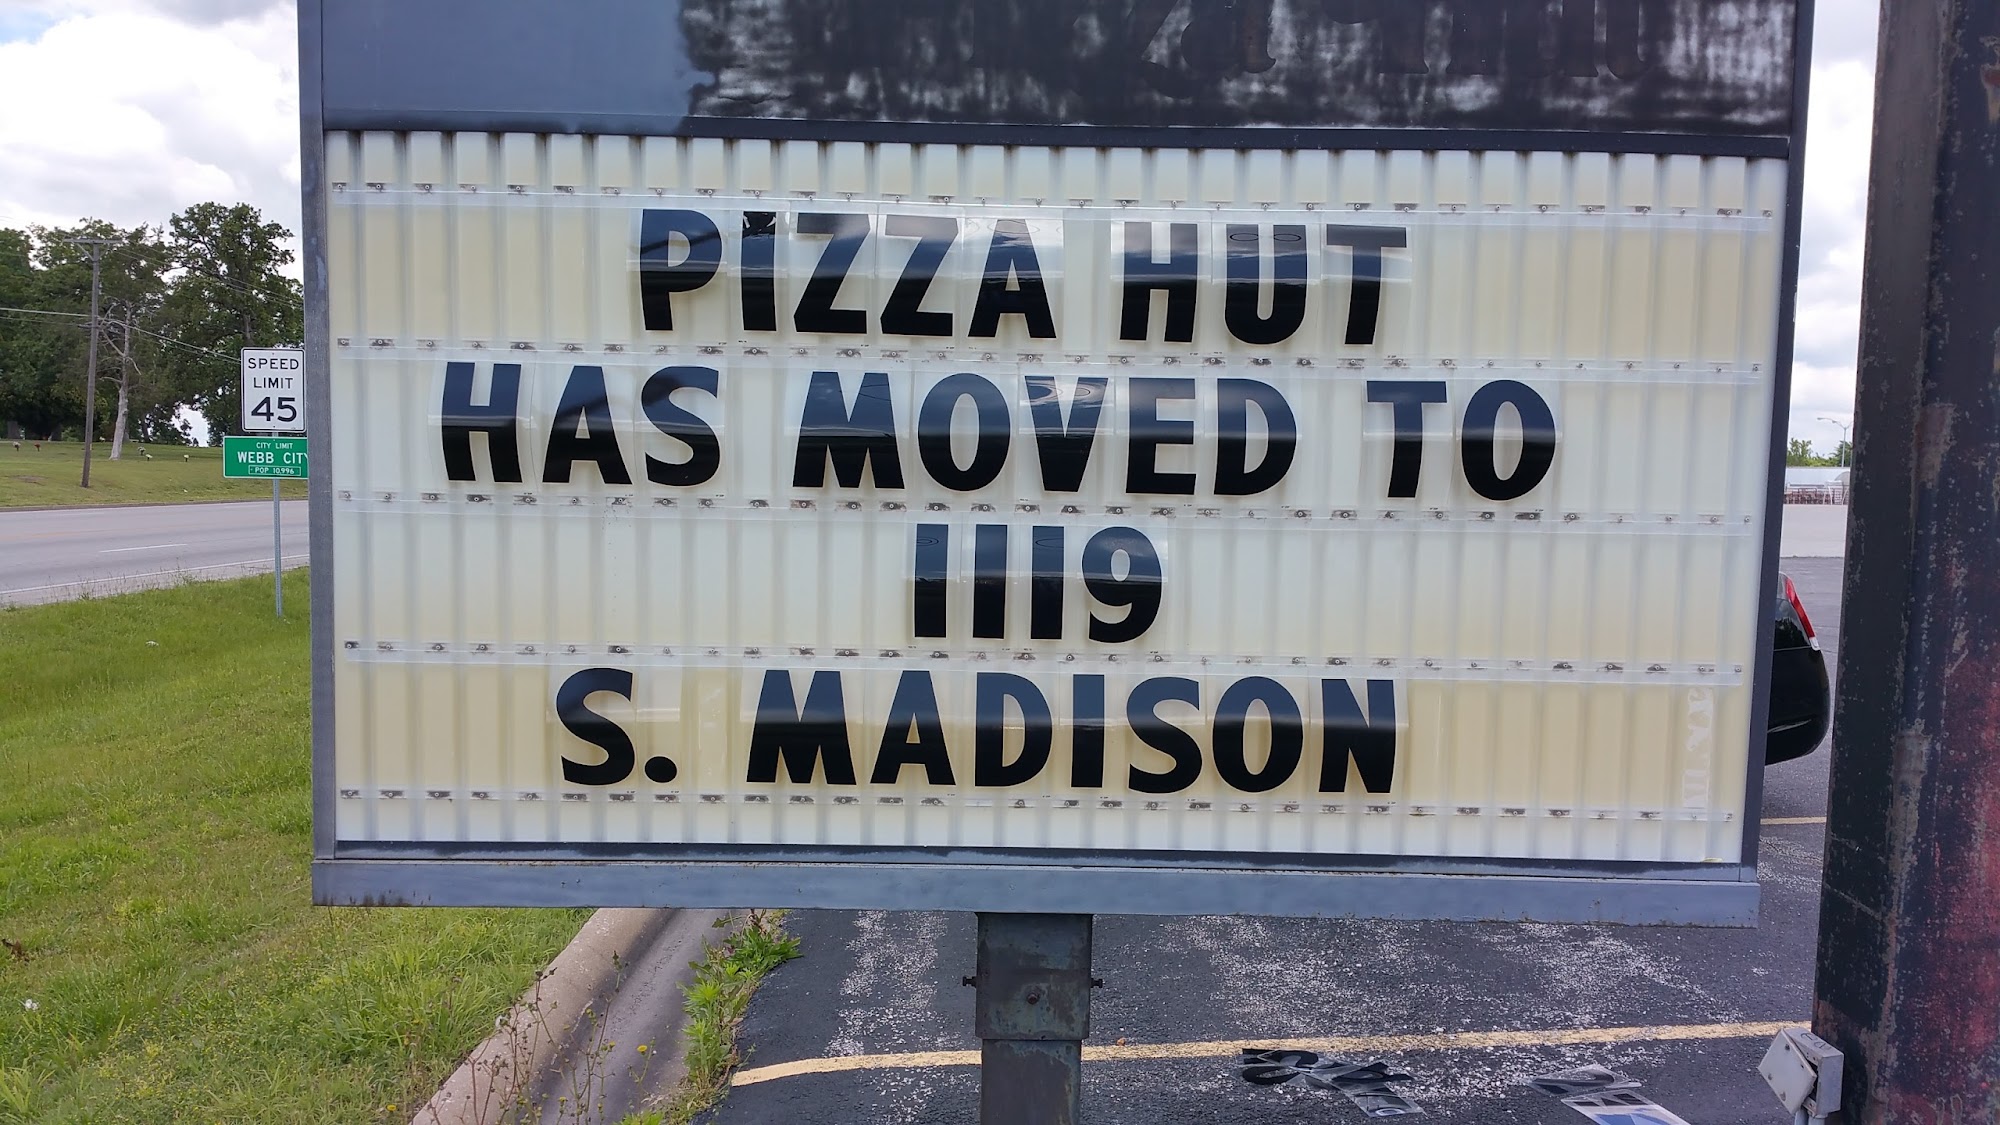 PIZZA HUT
HAS MOVED TO
1119
S. MADISON
SPEED
LIMIT
45
CITY LIMIT
WEBB CITY
POP 10,996